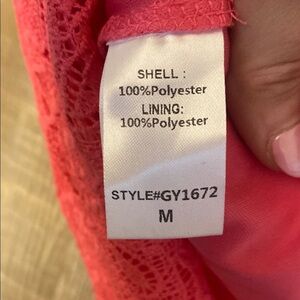 SHELL :
100%Polyester
LINING:
100%Polyester
STYLE#GY1672
M